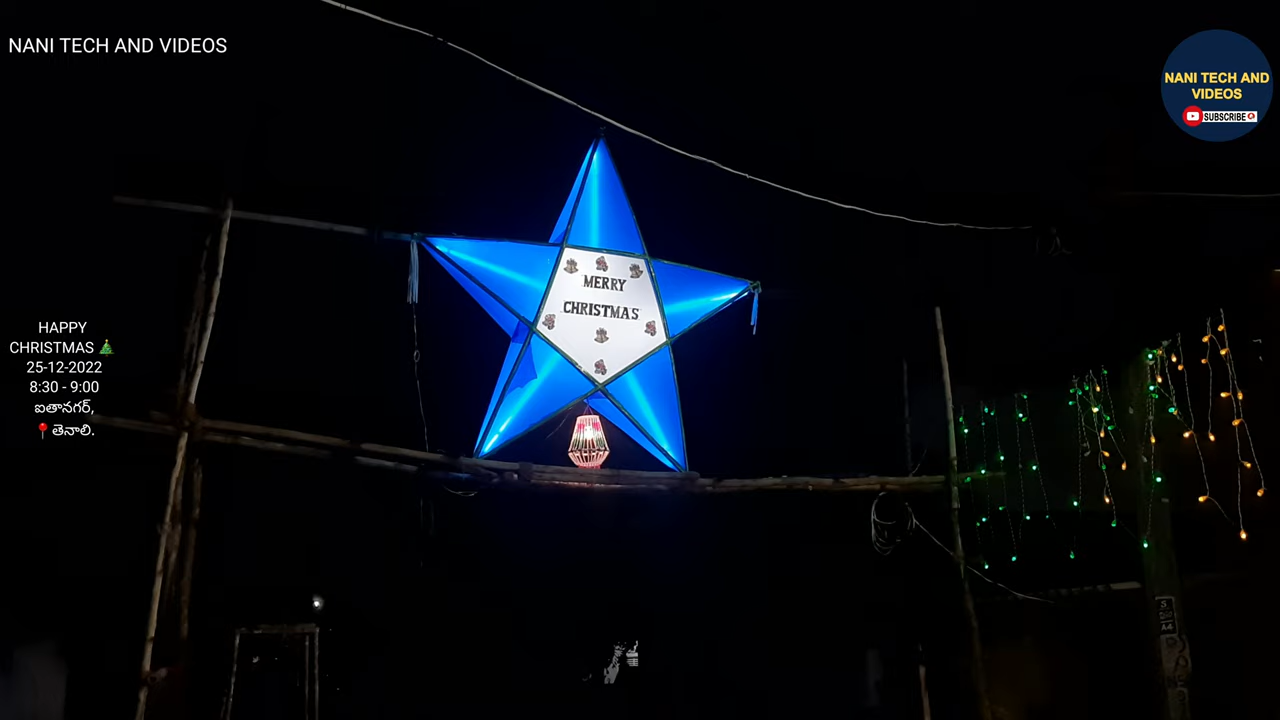 NANI TECH AND VIDEOS
NANI TECH AND
VIDEOS
SUBSCRIBE
MERRY
CHRISTMAS
HAPPY
CHRISTMAS 🎄
25-12-2022
8:30 - 9:00
ఐతానగర్,
📍తెనాలి.
S
A4